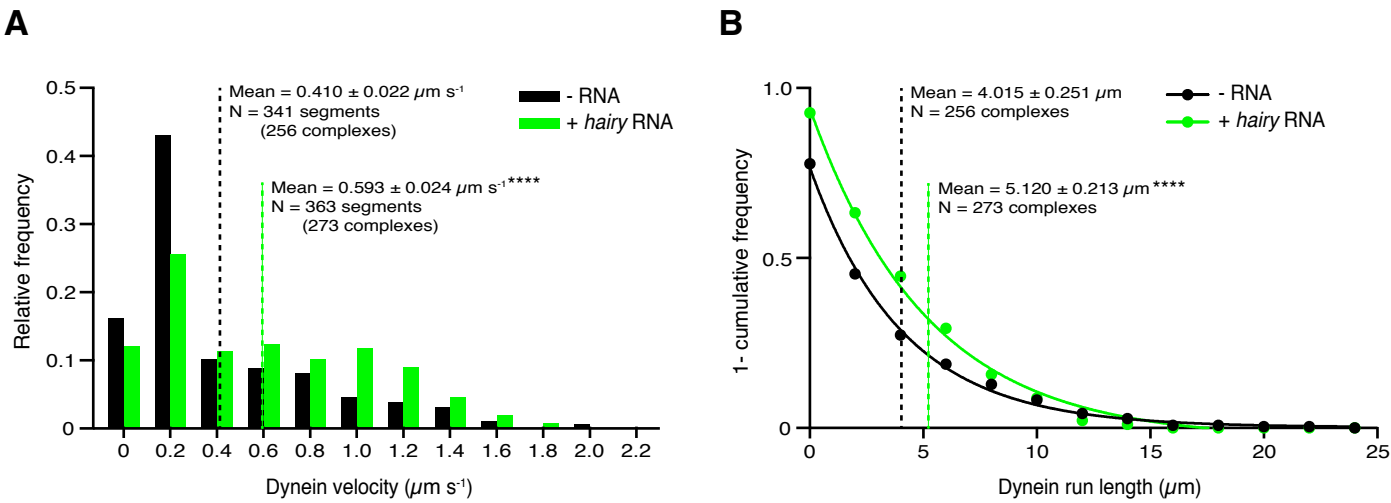 A
Relative frequency
0.5
0.4
0.3
0.2
0.1
0
Mean = 0.410 ± 0.022 µm s⁻¹
N = 341 segments
(256 complexes)
- RNA
+ hairy RNA
Mean = 0.593 ± 0.024 µm s⁻¹****
N = 363 segments
(273 complexes)
0 0.2 0.4 0.6 0.8 1.0 1.2 1.4 1.6 1.8 2.0 2.2
Dynein velocity (µm s⁻¹)
B
1- cumulative frequency
1.0
0.5
0
Mean = 4.015 ± 0.251 µm
N = 256 complexes
- RNA
+ hairy RNA
Mean = 5.120 ± 0.213 µm****
N = 273 complexes
0 5 10 15 20 25
Dynein run length (µm)